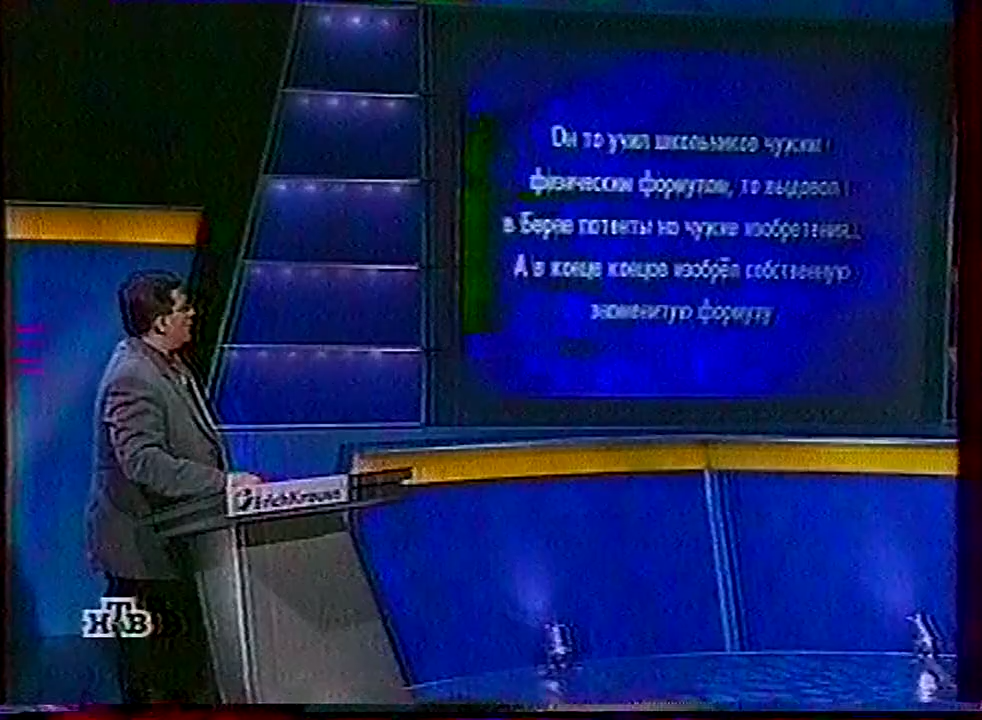 Он то учил школьников чужим
физическим формулам, то выдавал
в Берне патенты на чужие изобретения...
А в конце концов изобрёл собственную
знаменитую формулу
ErichKrause
НТВ